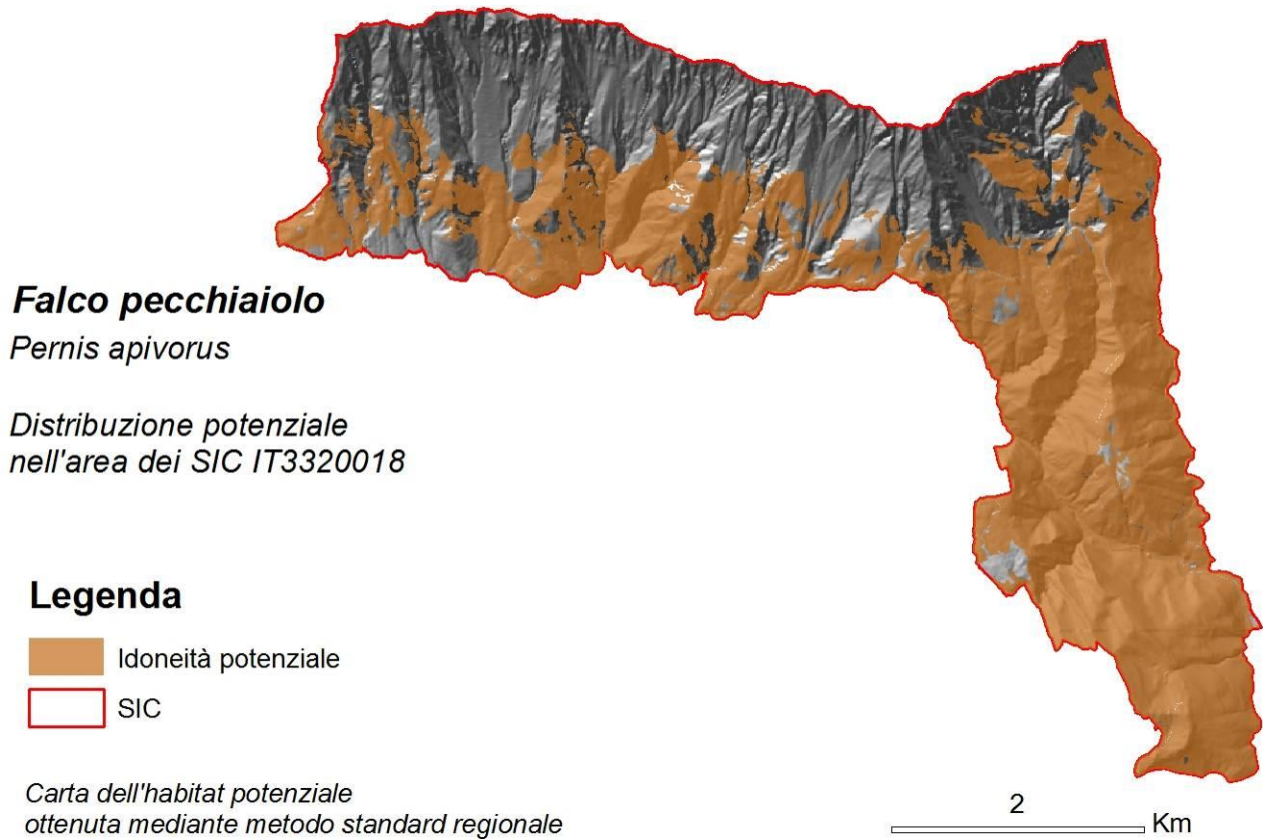 Falco pecchiaiolo
Pernis apivorus
Distribuzione potenziale
nell'area dei SIC IT3320018
Legenda
Idoneità potenziale
SIC
Carta dell'habitat potenziale
ottenuta mediante metodo standard regionale
2
Km